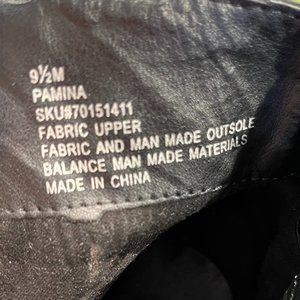 9½M
PAMINA
SKU#70151411
FABRIC UPPER
FABRIC AND MAN MADE OUTSOLE
BALANCE MAN MADE MATERIALS
MADE IN CHINA